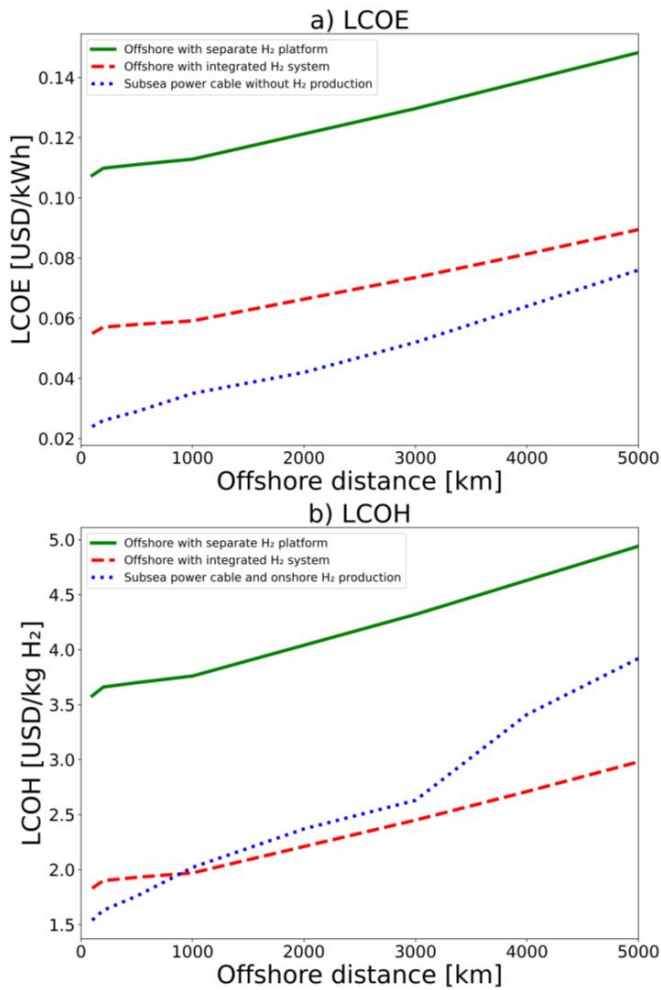 a) LCOE
Offshore with separate H₂ platform
Offshore with integrated H₂ system
Subsea power cable without H₂ production
LCOE [USD/kWh]
0.14
0.12
0.10
0.08
0.06
0.04
0.02
0 1000 2000 3000 4000 5000
Offshore distance [km]
b) LCOH
Offshore with separate H₂ platform
Offshore with integrated H₂ system
Subsea power cable and onshore H₂ production
LCOH [USD/kg H₂]
5.0
4.5
4.0
3.5
3.0
2.5
2.0
1.5
0 1000 2000 3000 4000 5000
Offshore distance [km]